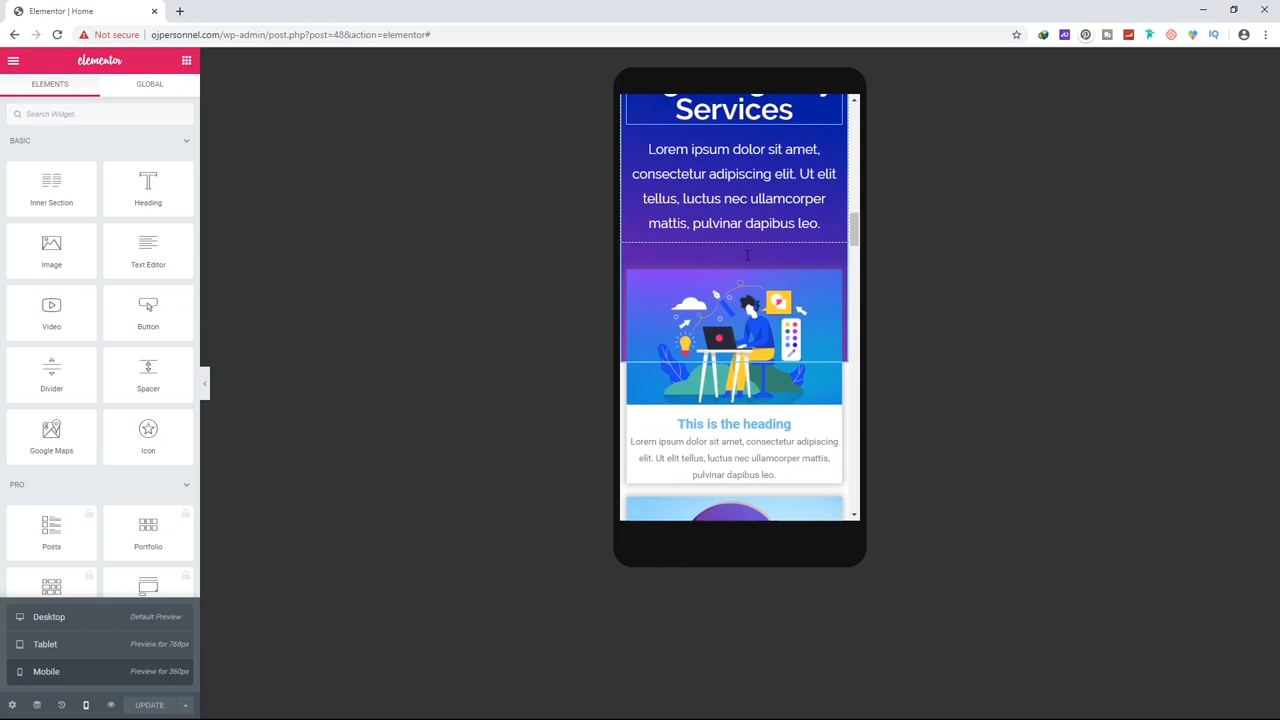 Elementor | Home
Not secure
ojpersonnel.com/wp-admin/post.php?post=48&action=elementor#
elementor
ELEMENTS
GLOBAL
Search Widget...
BASIC
Inner Section
Heading
Image
Text Editor
Video
Button
Divider
Spacer
Google Maps
Icon
PRO
Posts
Portfolio
Desktop
Default Preview
Tablet
Preview for 768px
Mobile
Preview for 360px
UPDATE
Services
Lorem ipsum dolor sit amet,
consectetur adipiscing elit. Ut elit
tellus, luctus nec ullamcorper
mattis, pulvinar dapibus leo.
This is the heading
Lorem ipsum dolor sit amet, consectetur adipiscing
elit. Ut elit tellus, luctus nec ullamcorper mattis,
pulvinar dapibus leo.
IQ